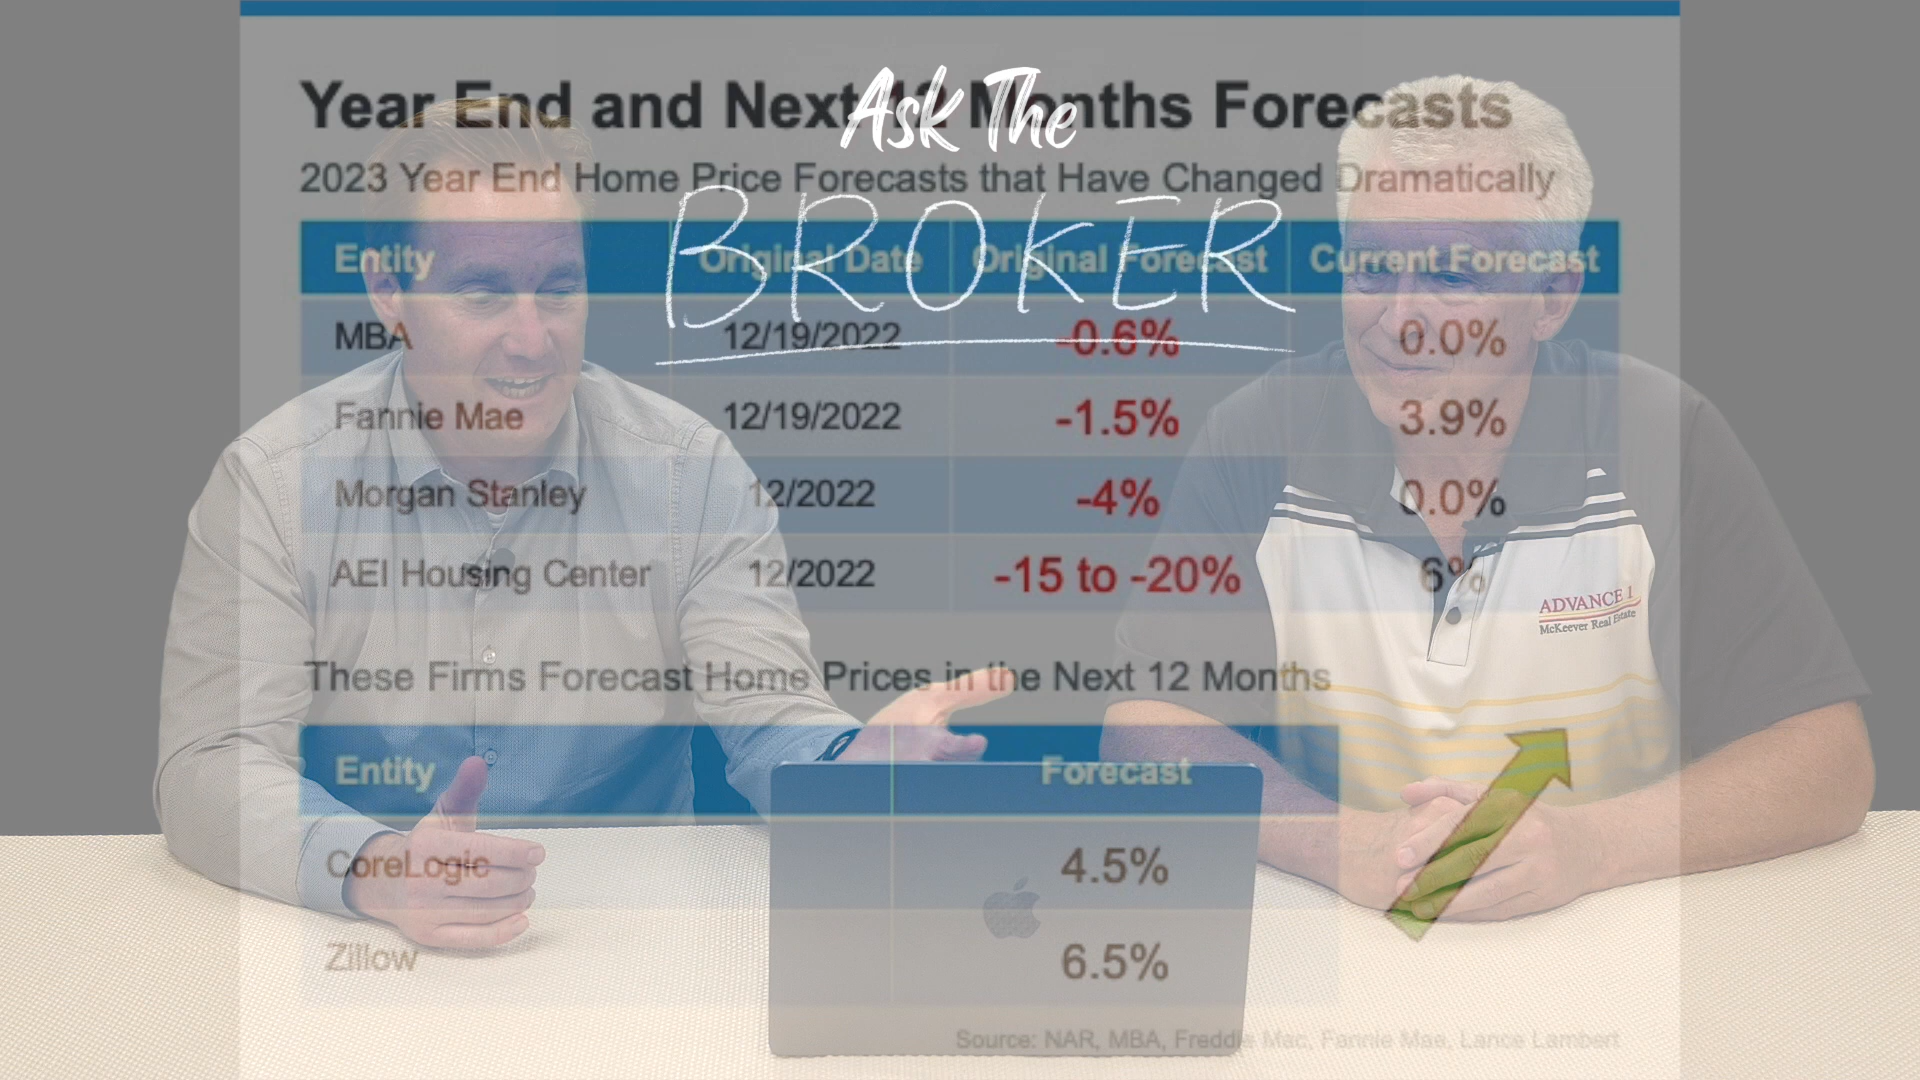 Year End and Next 12 Months Forecasts
Ask The
BROKER
2023 Year End Home Price Forecasts that Have Changed Dramatically
Entity Original Date Original Forecast Current Forecast
MBA 12/19/2022 -0.6% 0.0%
Fannie Mae 12/19/2022 -1.5% 3.9%
Morgan Stanley 12/2022 -4% 0.0%
AEI Housing Center 12/2022 -15 to -20% 6%
ADVANCE 1
McKeever Real Estate
These Firms Forecast Home Prices in the Next 12 Months
Entity Forecast
CoreLogic 4.5%
Zillow 6.5%
Source: NAR, MBA, Freddie Mac, Fannie Mae, Lance Lambert